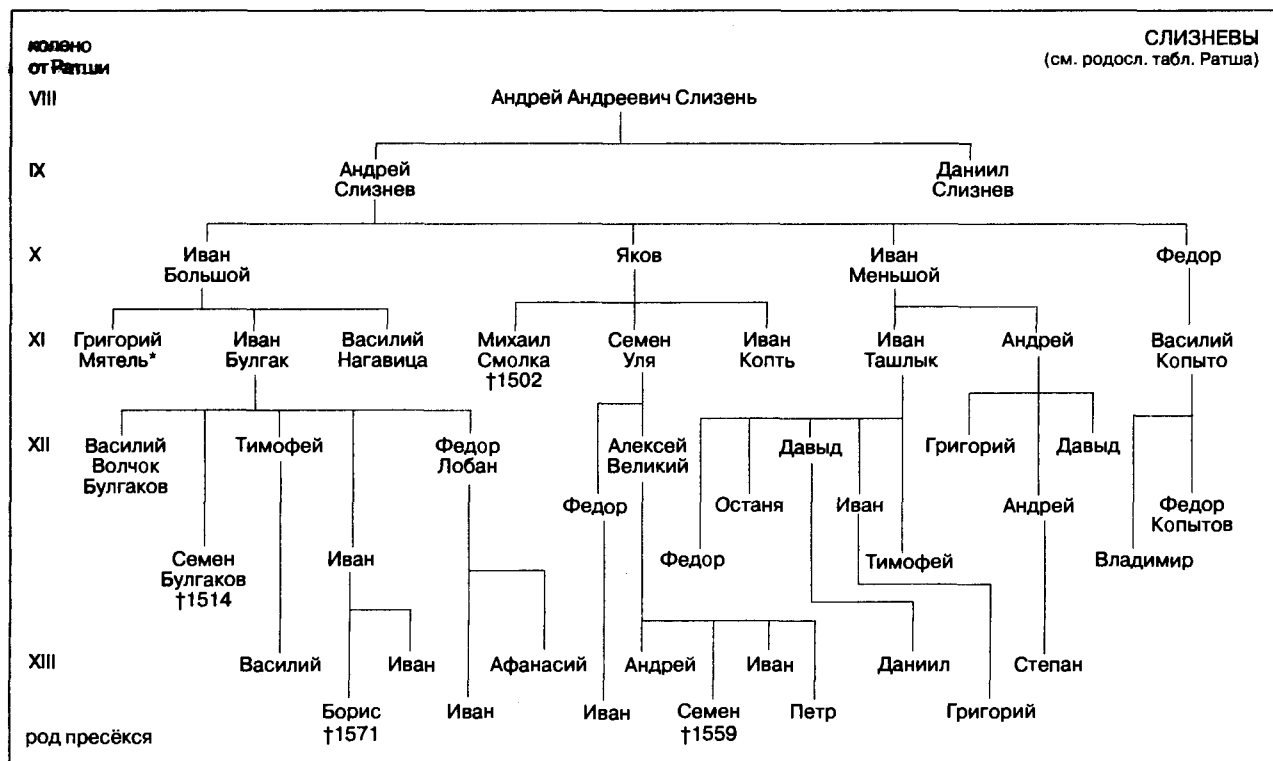 колено
от Ратши
СЛИЗНЕВЫ
(см. родосл. табл. Ратша)
VIII
Андрей Андреевич Слизень
IX
Андрей
Слизнев
Даниил
Слизнев
X
Иван
Большой
Яков
Иван
Меньшой
Федор
XI
Григорий
Мятель*
Иван
Булгак
Василий
Нагавица
Михаил
Смолка
†1502
Семен
Уля
Иван
Копть
Иван
Ташлык
Андрей
Василий
Копыто
XII
Василий
Волчок
Булгаков
Тимофей
Федор
Лобан
Алексей
Великий
Давыд
Григорий
Давыд
Федор
Останя
Иван
Андрей
Федор
Копытов
Семен
Булгаков
†1514
Иван
Федор
Тимофей
Владимир
XIII
Василий
Иван
Афанасий
Андрей
Иван
Даниил
Степан
Борис
†1571
Иван
Иван
Семен
†1559
Петр
Григорий
род пресёкся